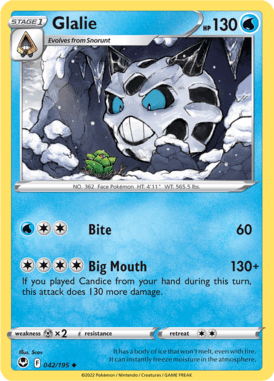 STAGE 1
Glalie
HP 130
Evolves from Snorunt
NO. 362 Face Pokémon HT: 4'11" WT: 565.5 lbs.
Bite 60
Big Mouth 130+
If you played Candice from your hand during this turn,
this attack does 130 more damage.
weakness ×2 resistance retreat
Illus. Scav
It has a body of ice that won't melt, even with fire.
It can instantly freeze moisture in the atmosphere.
F 042/195
©2022 Pokémon / Nintendo / Creatures / GAME FREAK